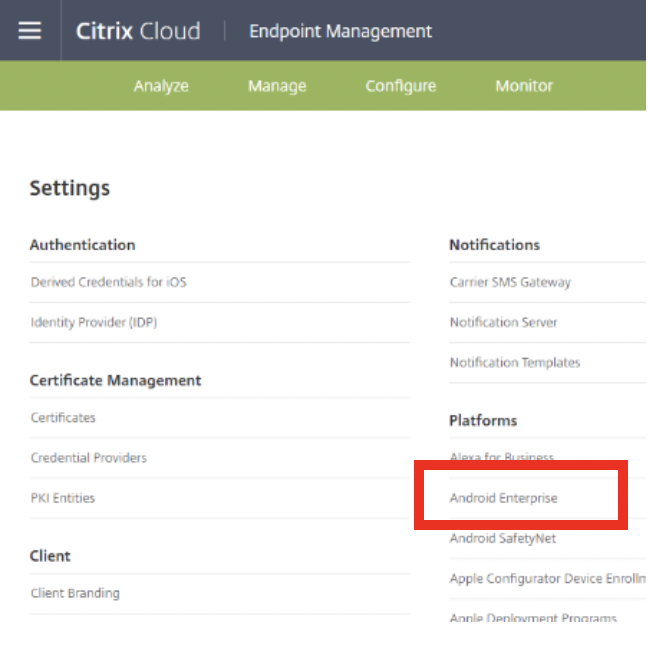 Citrix Cloud | Endpoint Management
Analyze Manage Configure Monitor
Settings
Authentication
Derived Credentials for iOS
Identity Provider (IDP)
Certificate Management
Certificates
Credential Providers
PKI Entities
Client
Client Branding
Notifications
Carrier SMS Gateway
Notification Server
Notification Templates
Platforms
Alexa for Business
Android Enterprise
Android SafetyNet
Apple Configurator Device Enrollm
Apple Deployment Programs